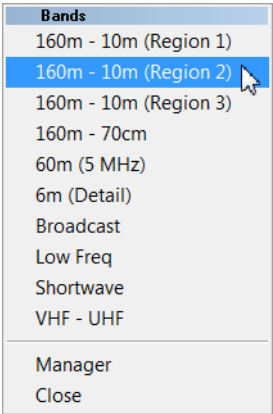 Bands
160m - 10m (Region 1)
160m - 10m (Region 2)
160m - 10m (Region 3)
160m - 70cm
60m (5 MHz)
6m (Detail)
Broadcast
Low Freq
Shortwave
VHF - UHF
Manager
Close